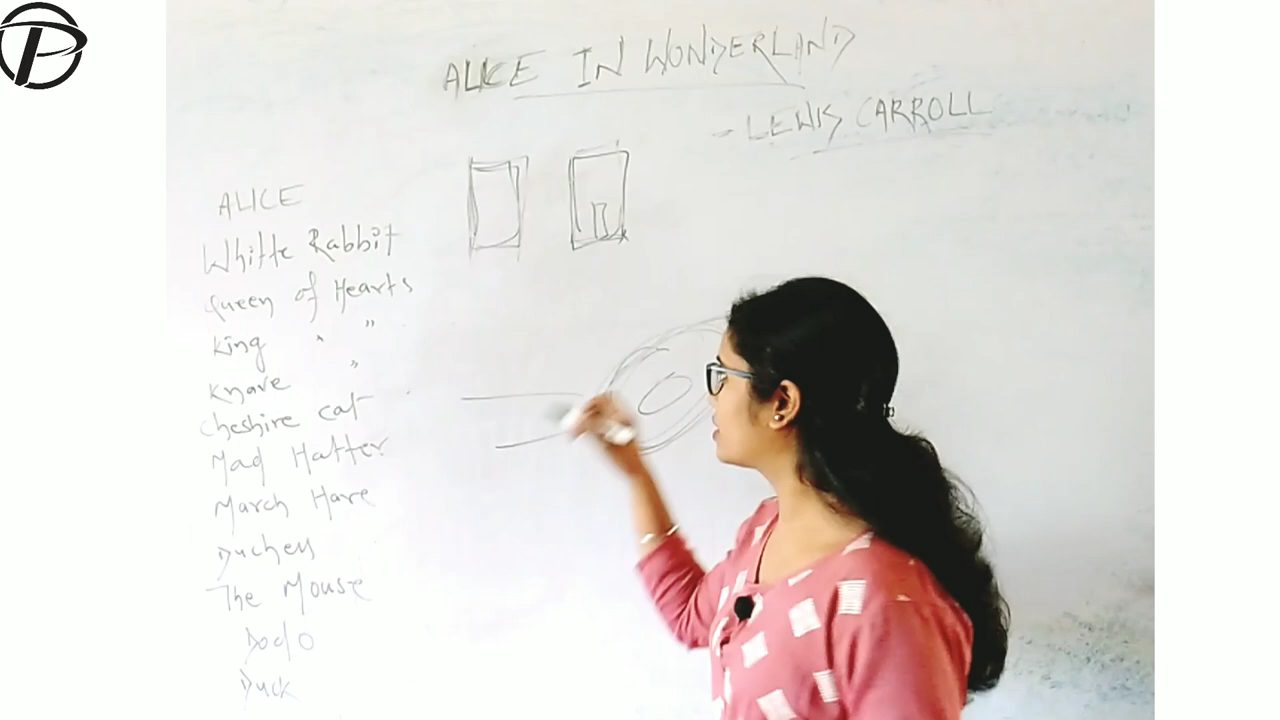 ALICE IN WONDERLAND
- LEWIS CARROLL
ALICE
Whitte Rabbit
Queen of Hearts
King " "
Knave "
Cheshire cat
Mad Hatter
March Hare
Duchess
The Mouse
Dodo
Duck